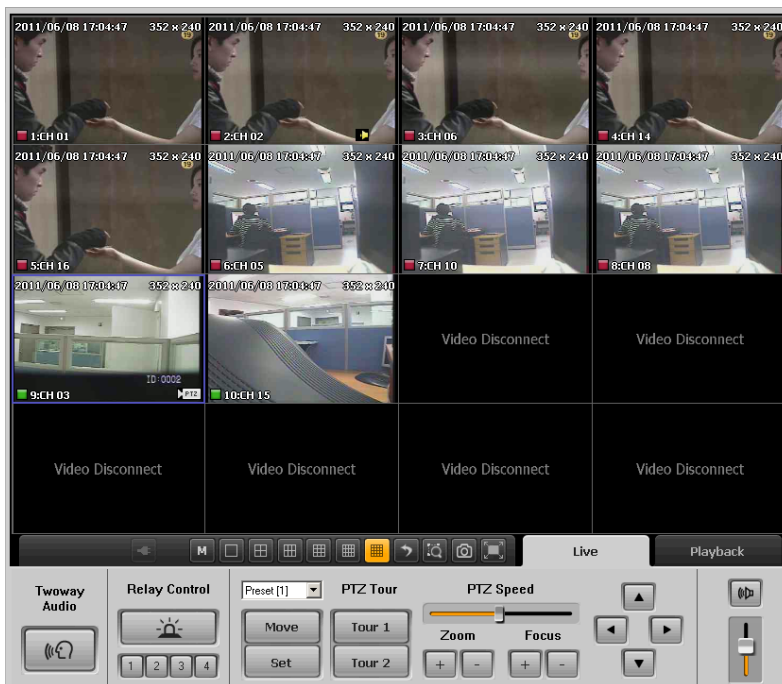 2011/06/08 17:04:47 352 x 240 2011/06/08 17:04:47 352 x 240 2011/06/08 17:04:47 352 x 240 2011/06/08 17:04:47 352 x 240
19 19 19 19
1:CH 01 2:CH 02 3:CH 06 4:CH 14
2011/06/08 17:04:47 352 x 240 2011/06/08 17:04:47 352 x 240 2011/06/08 17:04:47 352 x 240 2011/06/08 17:04:47 352 x 240
19
5:CH 16 6:CH 05 7:CH 10 8:CH 08
2011/06/08 17:04:47 352 x 240 2011/06/08 17:04:47 352 x 240
Video Disconnect Video Disconnect
ID:0002
9:CH 03 PTZ 10:CH 15
Video Disconnect Video Disconnect Video Disconnect Video Disconnect
M Live Playback
Twoway Audio
Relay Control
1 2 3 4
Preset [1]
Move
Set
PTZ Tour
Tour 1
Tour 2
PTZ Speed
Zoom Focus
+ - + -